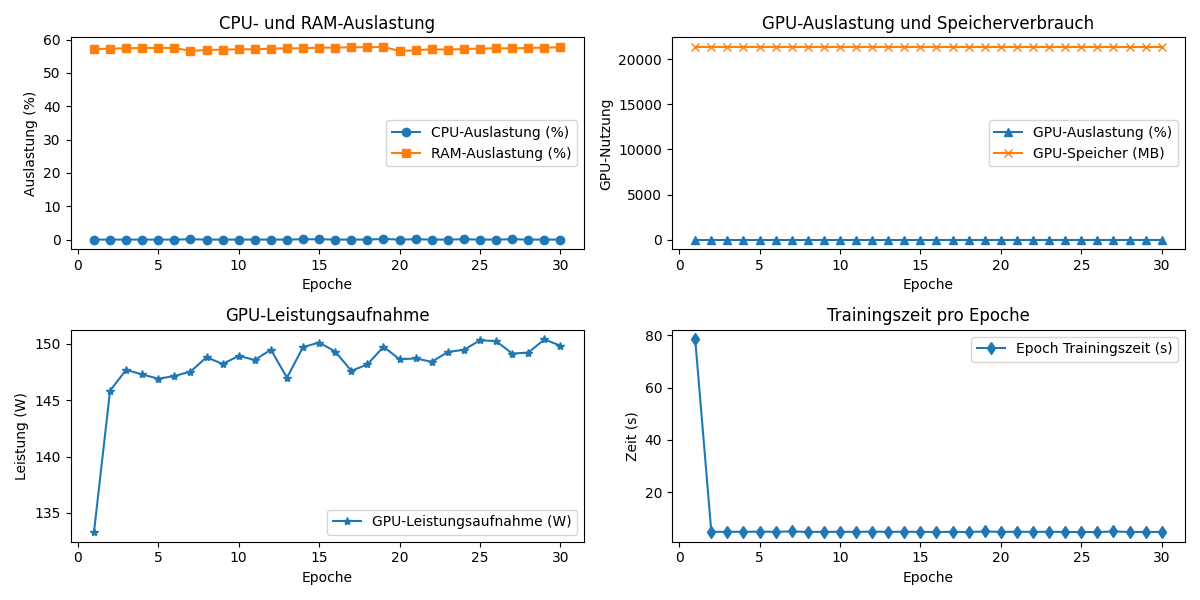 CPU- und RAM-Auslastung
60
50
40
30
20
10
0
Auslastung (%)
CPU-Auslastung (%)
RAM-Auslastung (%)
0 5 10 15 20 25 30
Epoche
GPU-Auslastung und Speicherverbrauch
20000
15000
10000
5000
0
GPU-Nutzung
GPU-Auslastung (%)
GPU-Speicher (MB)
0 5 10 15 20 25 30
Epoche
GPU-Leistungsaufnahme
150
145
140
135
Leistung (W)
GPU-Leistungsaufnahme (W)
0 5 10 15 20 25 30
Epoche
Trainingszeit pro Epoche
80
60
40
20
Zeit (s)
Epoch Trainingszeit (s)
0 5 10 15 20 25 30
Epoche